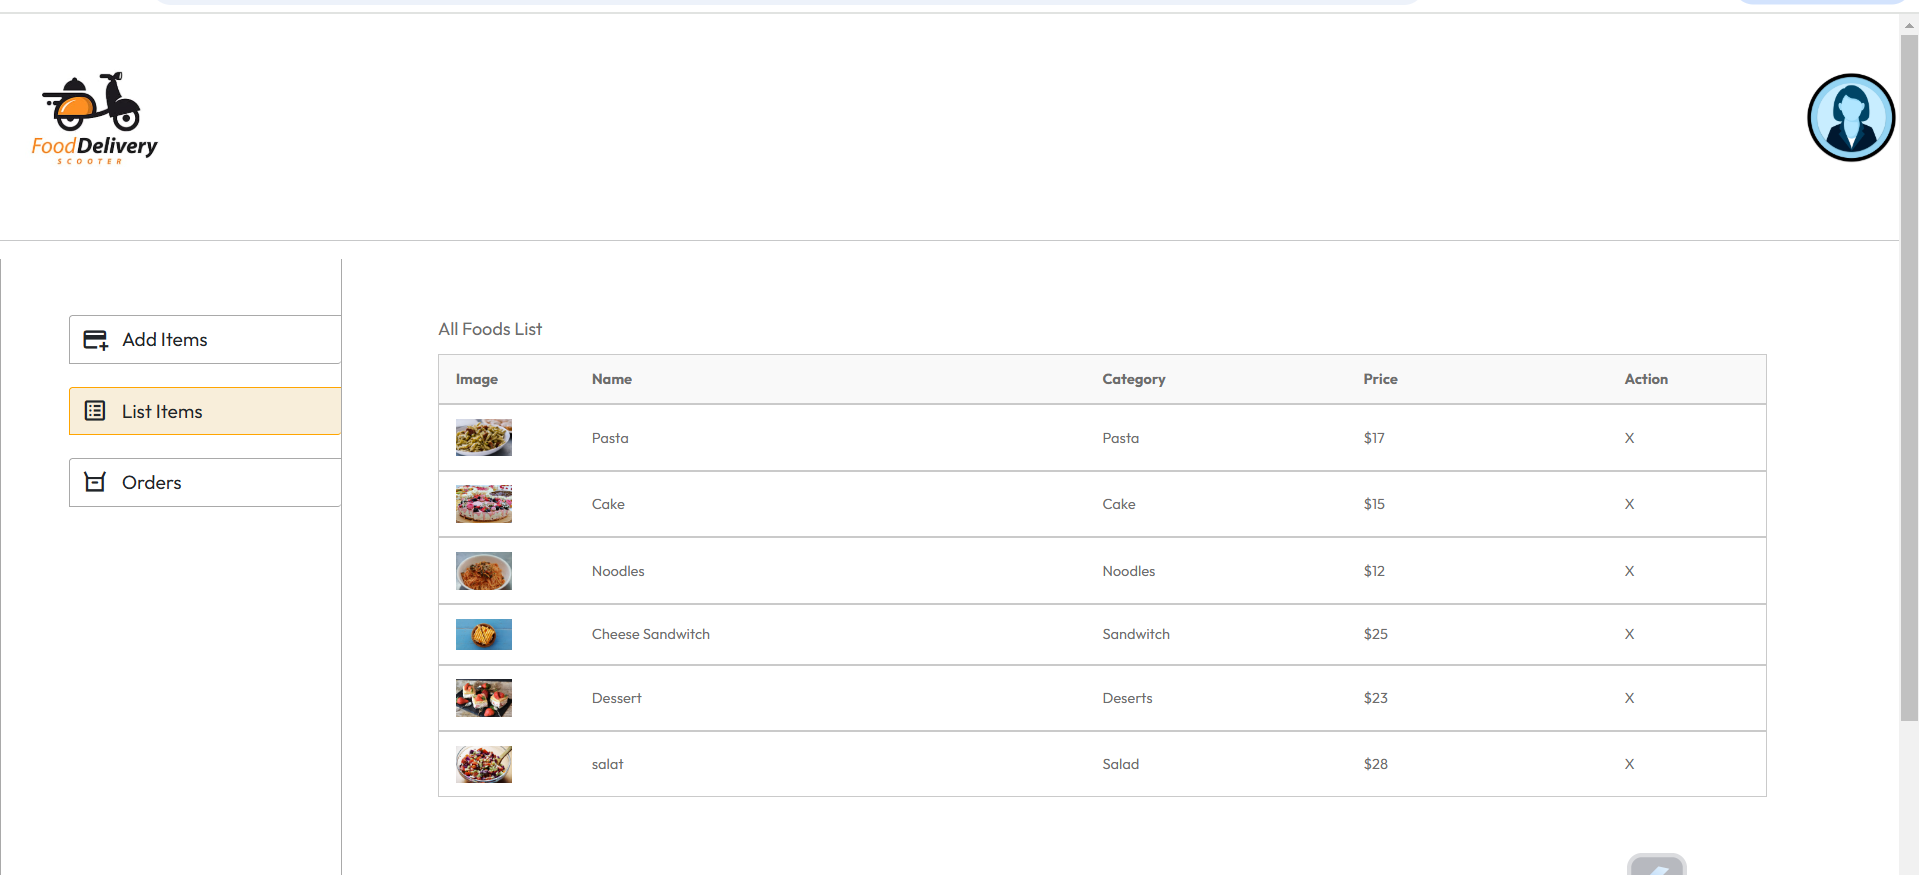 FoodDelivery
SCOOTER
Add Items
List Items
Orders
All Foods List
Image Name Category Price Action
Pasta Pasta $17 X
Cake Cake $15 X
Noodles Noodles $12 X
Cheese Sandwitch Sandwitch $25 X
Dessert Deserts $23 X
salat Salad $28 X